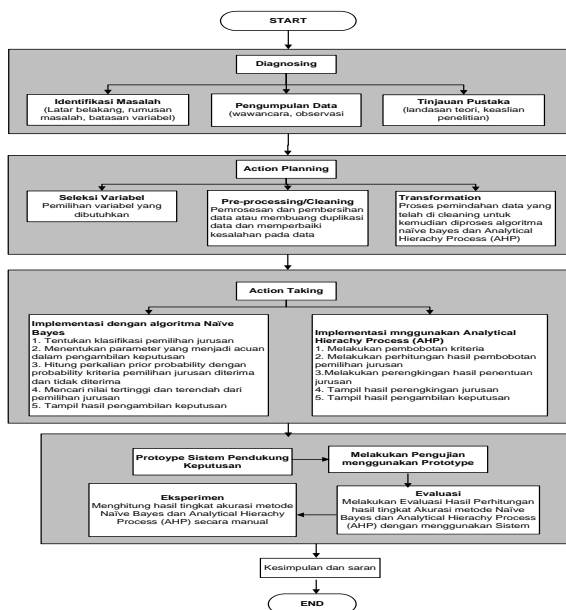 START
Diagnosing
Identifikasi Masalah
(Latar belakang, rumusan
masalah, batasan variabel)
Pengumpulan Data
(wawancara, observasi
Tinjauan Pustaka
(landasan teori, keaslian
penelitian)
Action Planning
Seleksi Variabel
Pemilihan variabel yang
dibutuhkan
Pre-processing/Cleaning
Pemrosesan dan pembersihan
data atau membuang duplikasi
data dan memperbaiki
kesalahan pada data
Transformation
Proses pemindahan data yang
telah di cleaning untuk
kemudian diproses algoritma
naïve bayes dan Analytical
Hierachy Process (AHP)
Action Taking
Implementasi dengan algoritma Naïve
Bayes
1. Tentukan klasifikasi pemilihan jurusan
2. Menentukan parameter yang menjadi acuan
dalam pengambilan keputusan
3. Hitung perkalian prior probability dengan
probability kriteria pemilihan jurusan diterima
dan tidak diterima
4. Mencari nilai tertinggi dan terendah dari
pemilihan jurusan
5. Tampil hasil pengambilan keputusan
Implementasi mnggunakan Analytical
Hierachy Process (AHP)
1. Melakukan pembobotan kriteria
2. Melakukan perhitungan hasil pembobotan
pemilihan jurusan
3.Melakukan perengkingan hasil penentuan
jurusan
4. Tampil hasil perengkingan jurusan
5. Tampil hasil pengambilan keputusan
Protoype Sistem Pendukung
Keputusan
Melakukan Pengujian
menggunakan Prototype
Eksperimen
Menghitung hasil tingkat akurasi metode
Naïve Bayes dan Analytical Hierachy
Process (AHP) secara manual
Evaluasi
Melakukan Evaluasi Hasil Perhitungan
hasil tingkat Akurasi metode Naïve
Bayes dan Analytical Hierachy Process
(AHP) dengan menggunakan Sistem
Kesimpulan dan saran
END